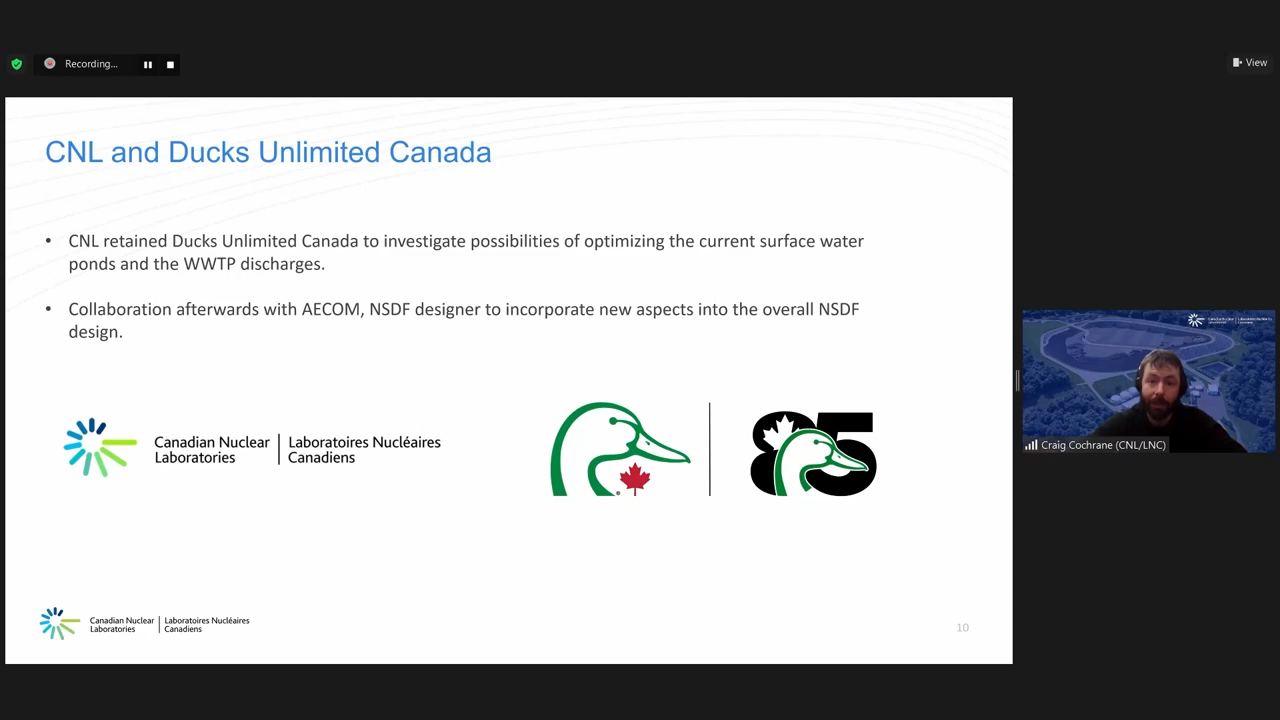 Recording...
View
CNL and Ducks Unlimited Canada
• CNL retained Ducks Unlimited Canada to investigate possibilities of optimizing the current surface water
ponds and the WWTP discharges.
• Collaboration afterwards with AECOM, NSDF designer to incorporate new aspects into the overall NSDF
design.
Canadian Nuclear | Laboratoires Nucléaires
Laboratories | Canadiens
85
Craig Cochrane (CNL/LNC)
Canadian Nuclear | Laboratoires Nucléaires
Laboratories | Canadiens
10